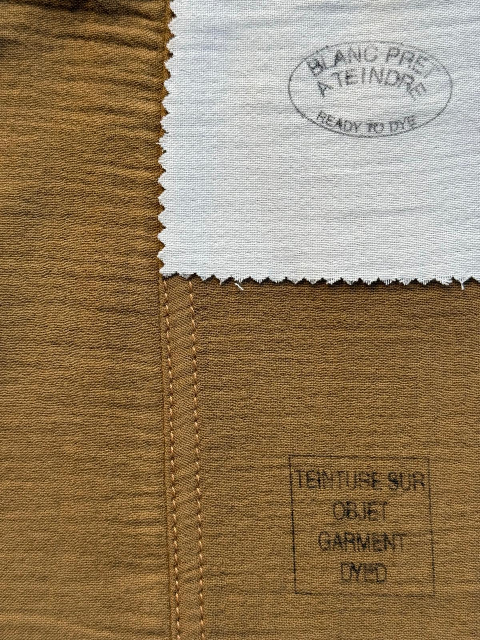 BLANC PRET
A TEINDRE
READY TO DYE
TEINTURE SUR
OBJET
GARMENT
DYED